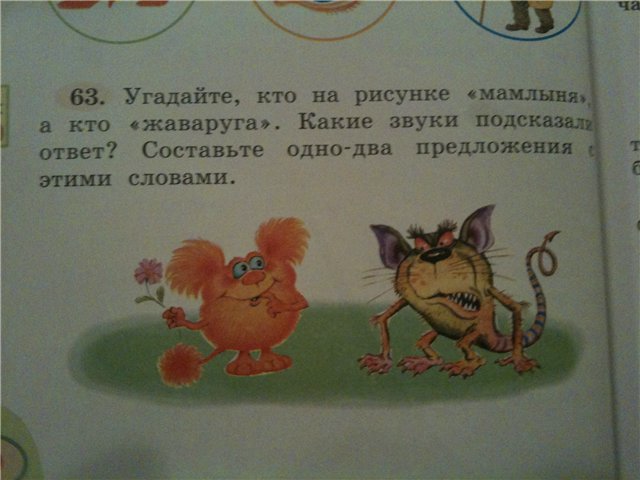 63. Угадайте, кто на рисунке «мамлыня»,
а кто «жаваруга». Какие звуки подсказали
ответ? Составьте одно-два предложения с
этими словами.